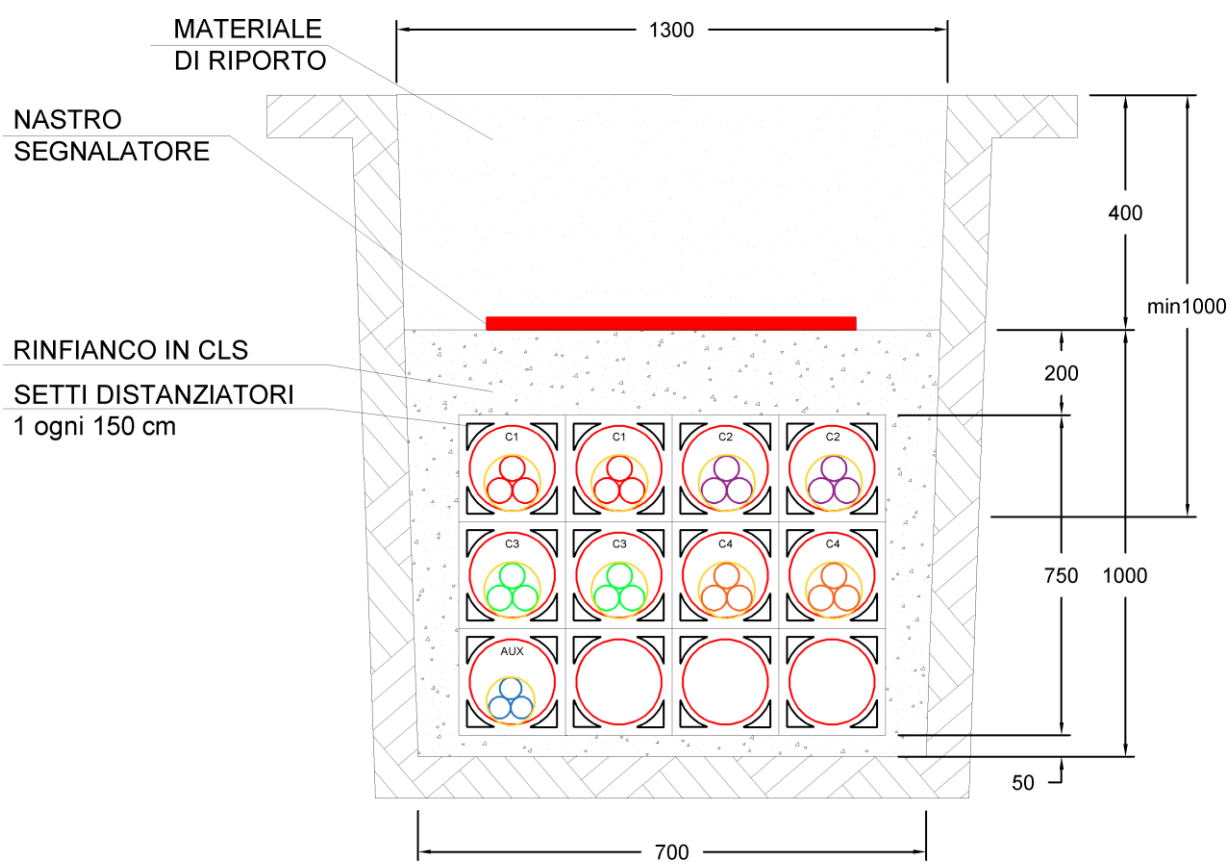 MATERIALE
DI RIPORTO
1300
NASTRO
SEGNALATORE
400
min1000
RINFIANCO IN CLS
200
SETTI DISTANZIATORI
1 ogni 150 cm
C1 C1 C2 C2
C3 C3 C4 C4
750 1000
AUX
50
700